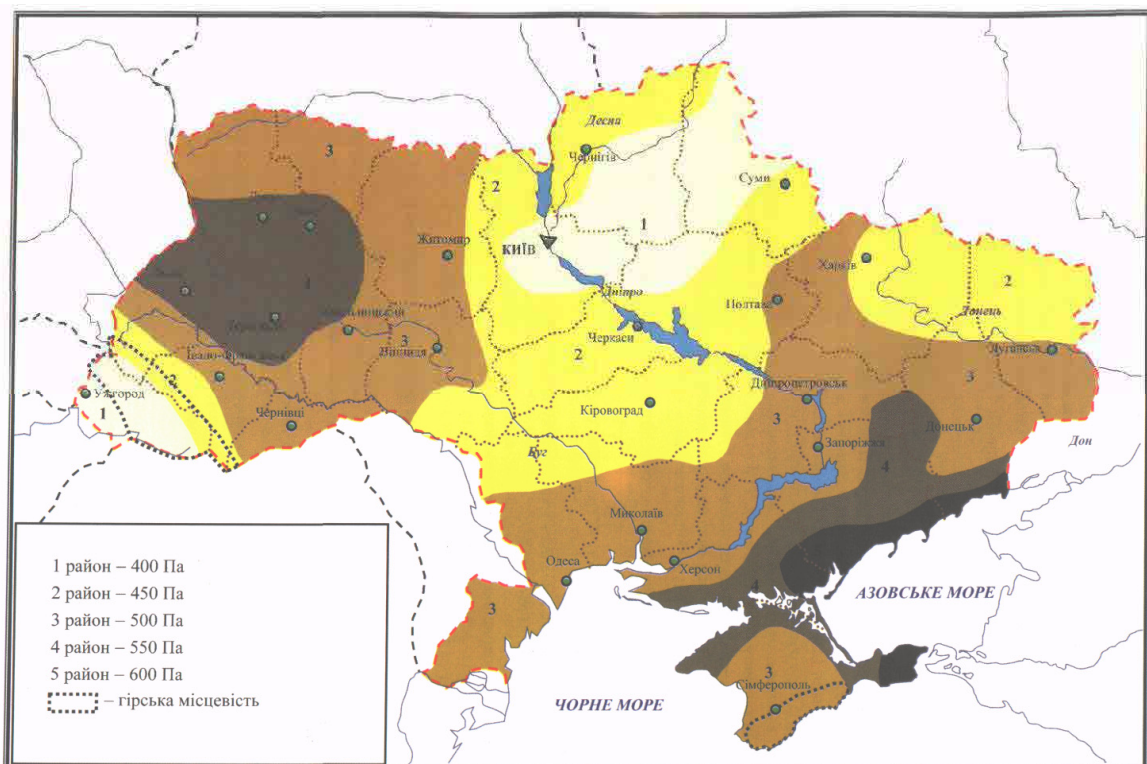 Десна
Чернігів
3
2
Суми
1
Житомир
КИЇВ
Харків
2
Дніпро
Полтава
Донець
3
Вінниця
Черкаси
Луганськ
2
2
3
Ужгород
1
Дніпропетровськ
Кіровоград
3
Чернівці
Донецьк
Запоріжжя
Дон
Буг
4
Миколаїв
Одеса
Херсон
4
АЗОВСЬКЕ МОРЕ
3
3
Сімферополь
ЧОРНЕ МОРЕ
1 район – 400 Па
2 район – 450 Па
3 район – 500 Па
4 район – 550 Па
5 район – 600 Па
– гірська місцевість